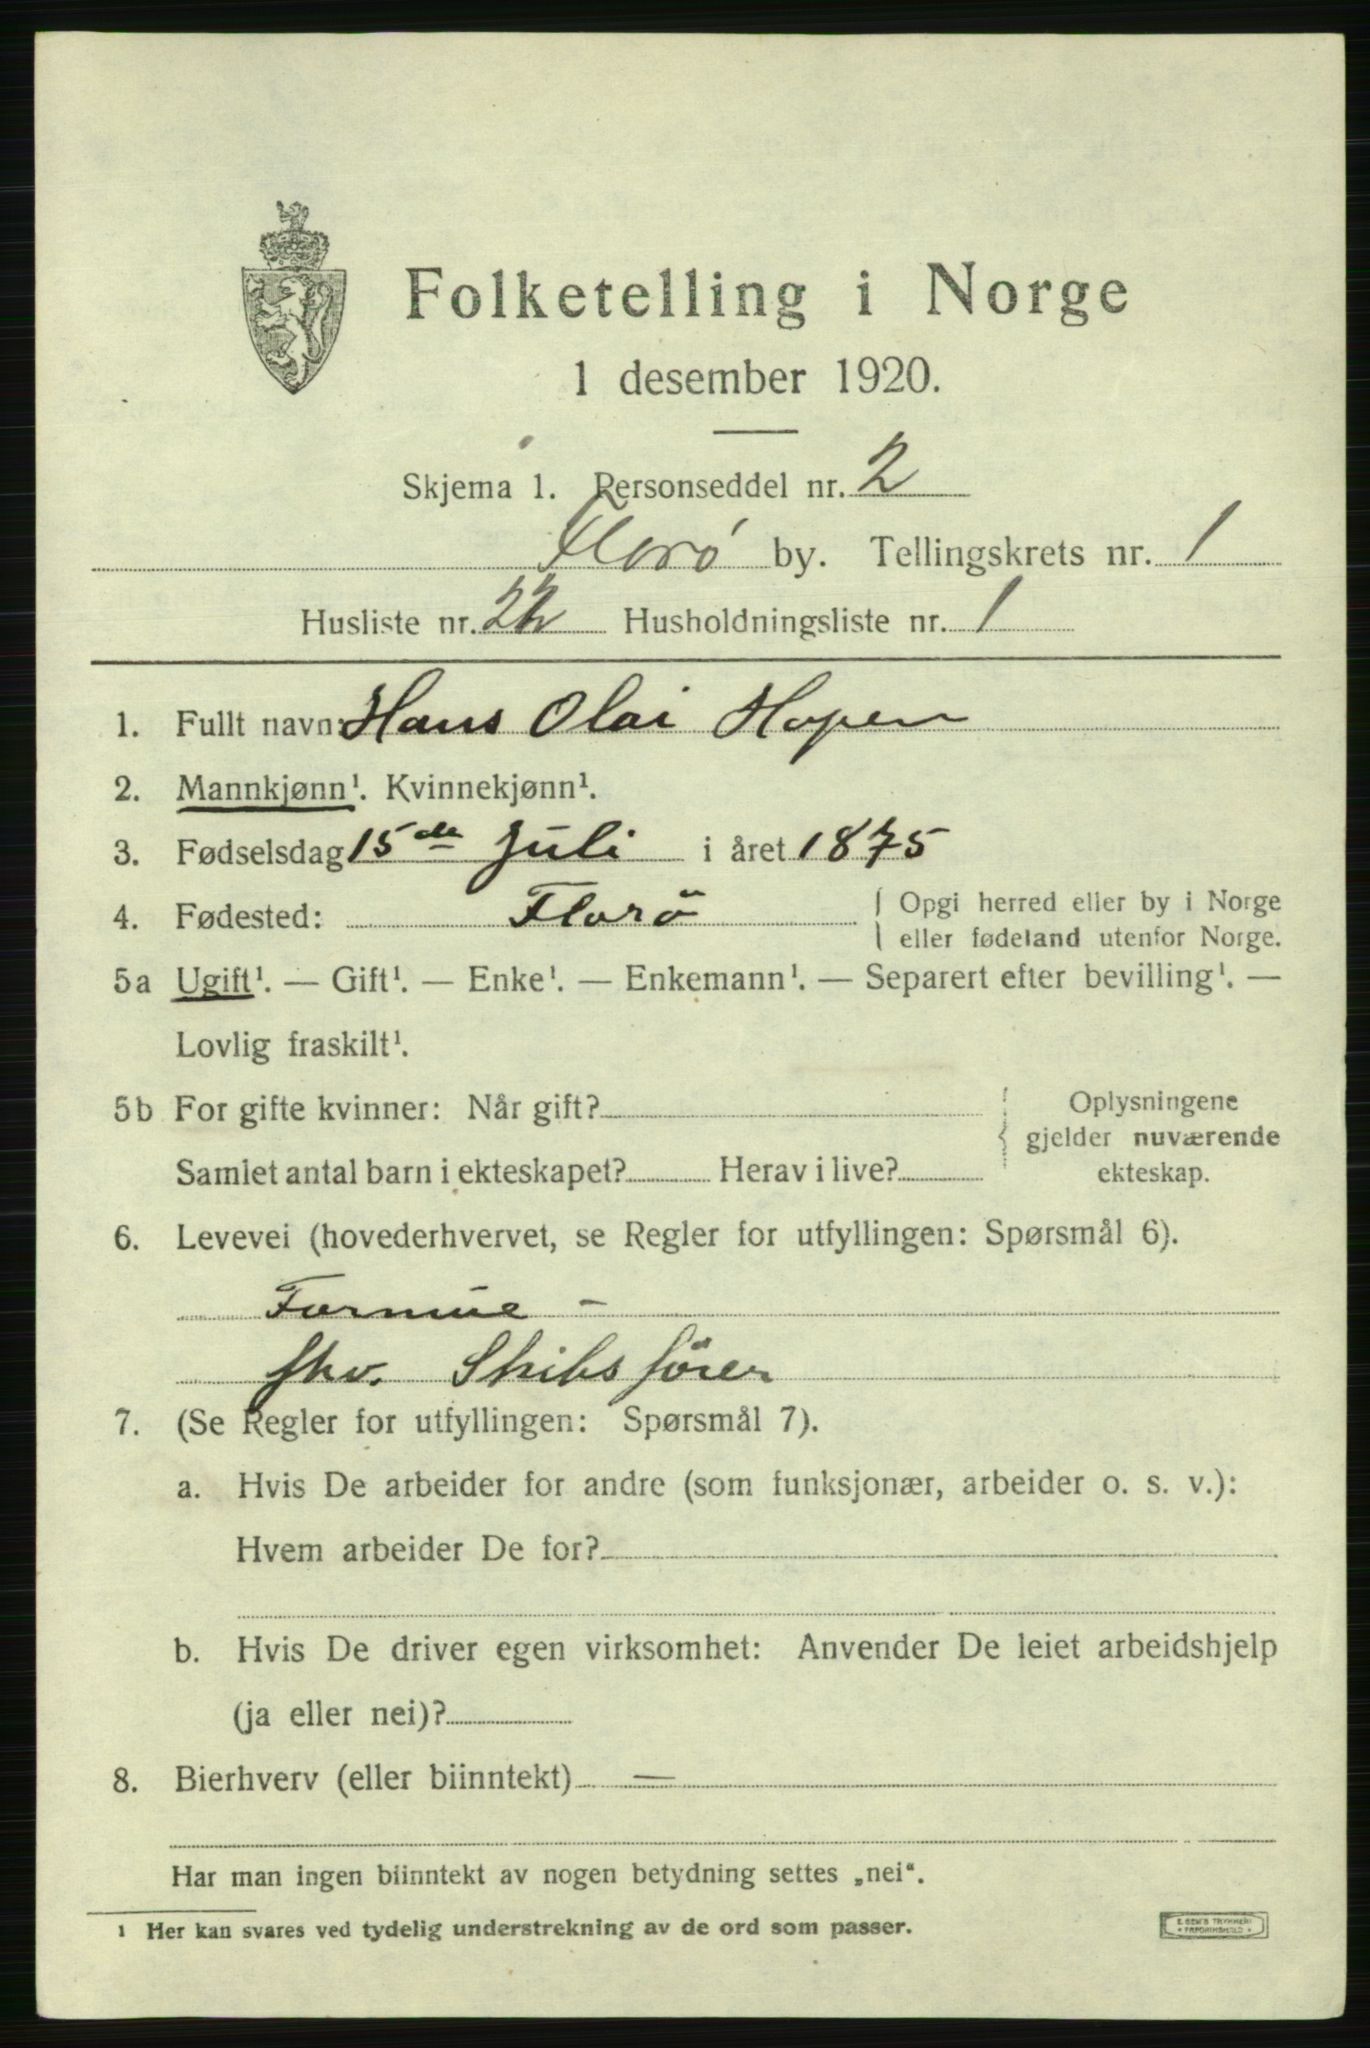 Folketelling i Norge
1 desember 1920.
Skjema 1. Personseddel nr. 2
Florø by. Tellingskrets nr. 1
Husliste nr. 22 Husholdningsliste nr. 1
1. Fullt navn: Hans Olai Hopen
2. Mannkjønn¹. Kvinnekjønn¹.
3. Fødselsdag 15de Juli i året 1875
4. Fødested: Florö { Opgi herred eller by i Norge
eller fødeland utenfor Norge.
5a Ugift¹. — Gift¹. — Enke¹. — Enkemann¹. — Separert efter bevilling¹. —
Lovlig fraskilt¹.
5b For gifte kvinner: Når gift?
Samlet antal barn i ekteskapet? Herav i live?
Oplysningene
gjelder nuværende
ekteskap.
6. Levevei (hovederhvervet, se Regler for utfyllingen: Spørsmål 6).
Formue –
fhv. Skibsförer
7. (Se Regler for utfyllingen: Spørsmål 7).
a. Hvis De arbeider for andre (som funksjonær, arbeider o. s. v.):
Hvem arbeider De for?
b. Hvis De driver egen virksomhet: Anvender De leiet arbeidshjelp
(ja eller nei)?
8. Bierhverv (eller biinntekt) —
Har man ingen biinntekt av nogen betydning settes „nei“.
¹ Her kan svares ved tydelig understrekning av de ord som passer.